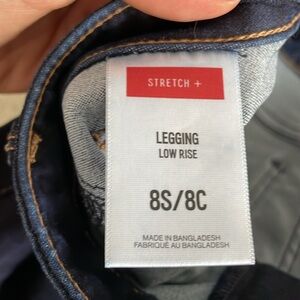 STRETCH +
LEGGING
LOW RISE
8S/8C
MADE IN BANGLADESH
FABRIQUÉ AU BANGLADESH